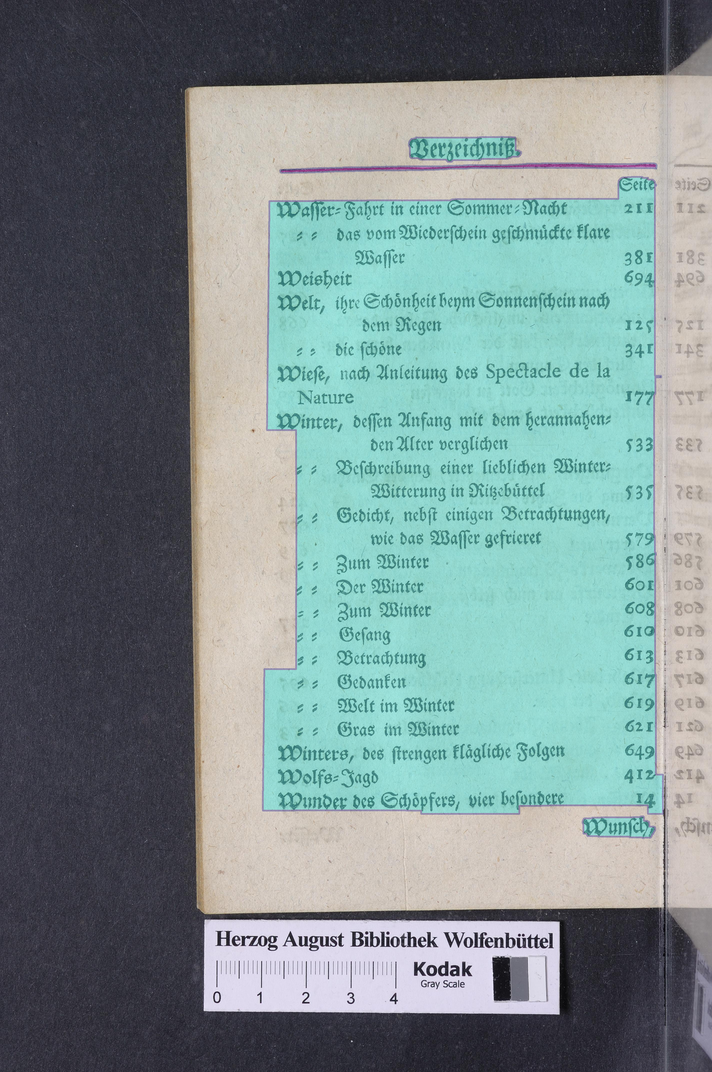 Verzeichniß.
Seite
Wasser-Fahrt in einer Sommer-Nacht 211
⸗ ⸗ das vom Wiederschein geschmückte klare
Wasser 381
Weisheit 694
Welt, ihre Schönheit beym Sonnenschein nach
dem Regen 125
⸗ ⸗ die schöne 341
Wiese, nach Anleitung des Spectacle de la
Nature 177
Winter, dessen Anfang mit dem herannahen⸗
den Alter verglichen 533
⸗ ⸗ Beschreibung einer lieblichen Winter⸗
Witterung in Ritzebüttel 535
⸗ ⸗ Gedicht, nebst einigen Betrachtungen,
wie das Wasser gefrieret 579
⸗ ⸗ Zum Winter 586
⸗ ⸗ Der Winter 601
⸗ ⸗ Zum Winter 608
⸗ ⸗ Gesang 610
⸗ ⸗ Betrachtung 613
⸗ ⸗ Gedanken 617
⸗ ⸗ Welt im Winter 619
⸗ ⸗ Gras im Winter 621
Winters, des strengen klägliche Folgen 649
Wolfs⸗Jagd 412
Wunder des Schöpfers, vier besondere 14
Wunsch,
Herzog August Bibliothek Wolfenbüttel
Kodak
Gray Scale
0 1 2 3 4